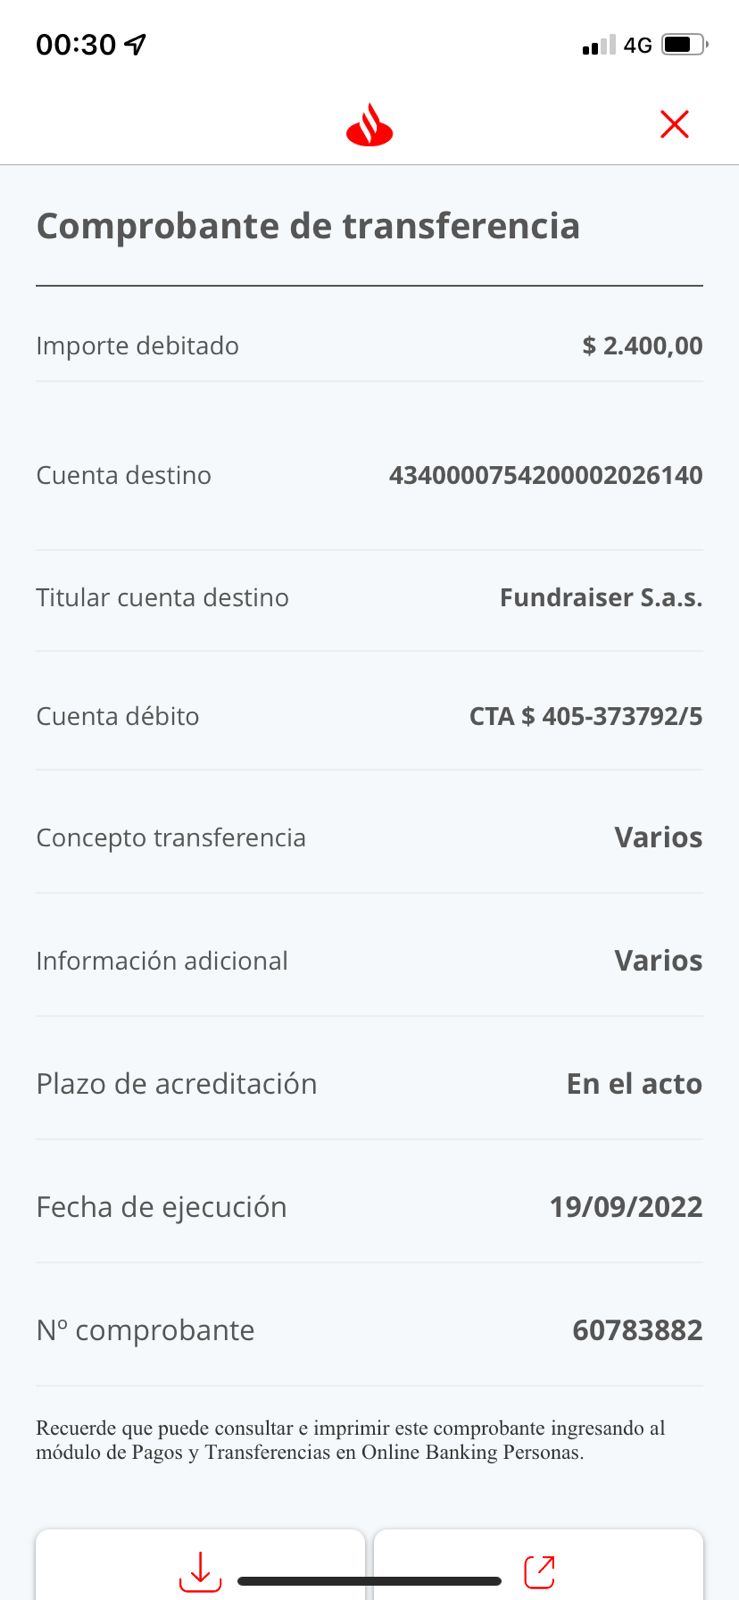 00:30
4G
Comprobante de transferencia
Importe debitado $ 2.400,00
Cuenta destino 4340000754200002026140
Titular cuenta destino Fundraiser S.a.s.
Cuenta débito CTA $ 405-373792/5
Concepto transferencia Varios
Información adicional Varios
Plazo de acreditación En el acto
Fecha de ejecución 19/09/2022
Nº comprobante 60783882
Recuerde que puede consultar e imprimir este comprobante ingresando al
módulo de Pagos y Transferencias en Online Banking Personas.